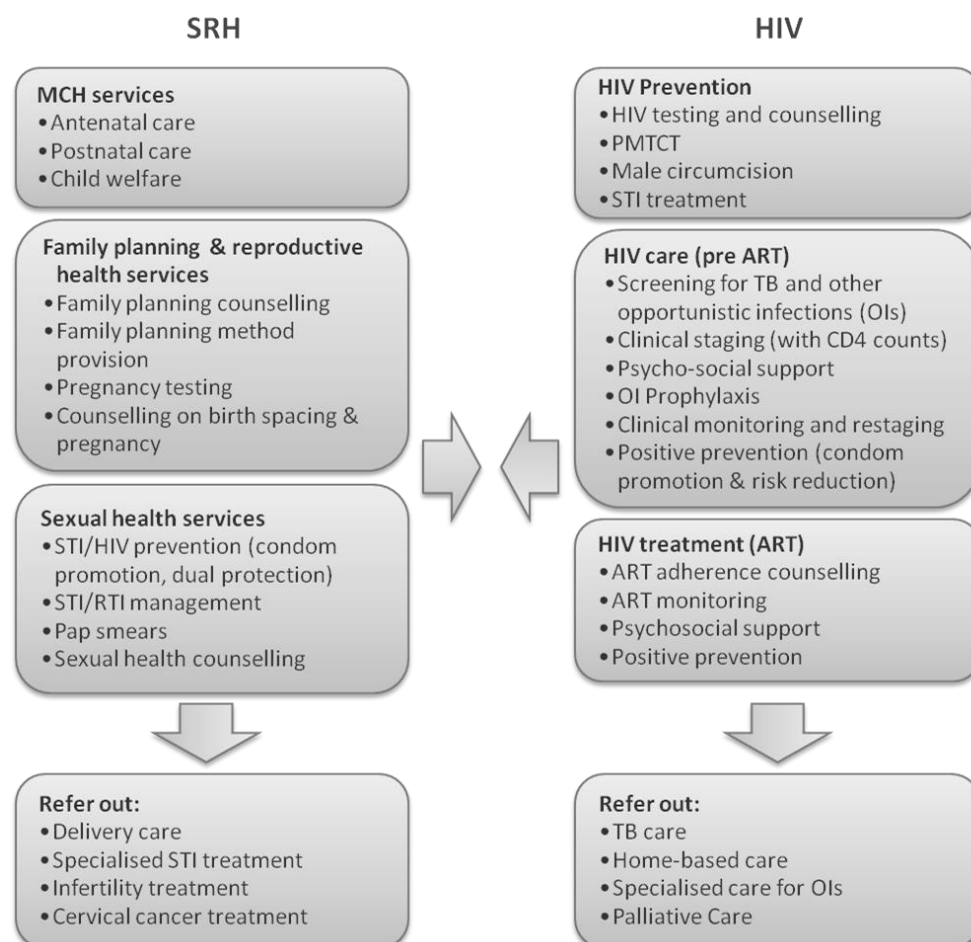 SRH
MCH services
• Antenatal care
• Postnatal care
• Child welfare
Family planning & reproductive
health services
• Family planning counselling
• Family planning method
provision
• Pregnancy testing
• Counselling on birth spacing &
pregnancy
Sexual health services
• STI/HIV prevention (condom
promotion, dual protection)
• STI/RTI management
• Pap smears
• Sexual health counselling
Refer out:
• Delivery care
• Specialised STI treatment
• Infertility treatment
• Cervical cancer treatment
HIV
HIV Prevention
• HIV testing and counselling
• PMTCT
• Male circumcision
• STI treatment
HIV care (pre ART)
• Screening for TB and other
opportunistic infections (OIs)
• Clinical staging (with CD4 counts)
• Psycho-social support
• OI Prophylaxis
• Clinical monitoring and restaging
• Positive prevention (condom
promotion & risk reduction)
HIV treatment (ART)
• ART adherence counselling
• ART monitoring
• Psychosocial support
• Positive prevention
Refer out:
• TB care
• Home-based care
• Specialised care for OIs
• Palliative Care